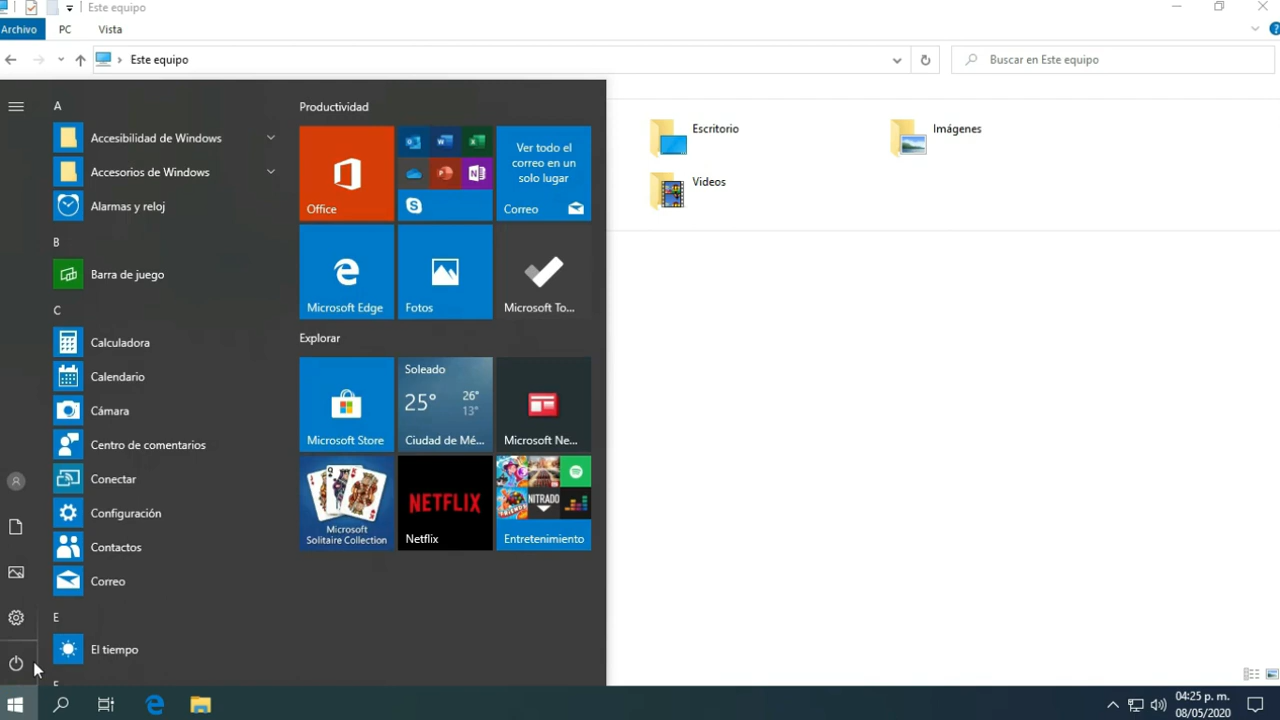 Este equipo
Archivo
PC
Vista
Este equipo
Buscar en Este equipo
A
Accesibilidad de Windows
Accesorios de Windows
Alarmas y reloj
B
Barra de juego
C
Calculadora
Calendario
Cámara
Centro de comentarios
Conectar
Configuración
Contactos
Correo
E
El tiempo
Productividad
Office
Ver todo el
correo en un
solo lugar
Correo
Microsoft Edge
Fotos
Microsoft To...
Explorar
Microsoft Store
Soleado
25°
26°
13°
Ciudad de Mé...
Microsoft Ne...
Microsoft
Solitaire Collection
NETFLIX
Netflix
NITRADO
Entretenimiento
Escritorio
Imágenes
Videos
04:25 p. m.
08/05/2020